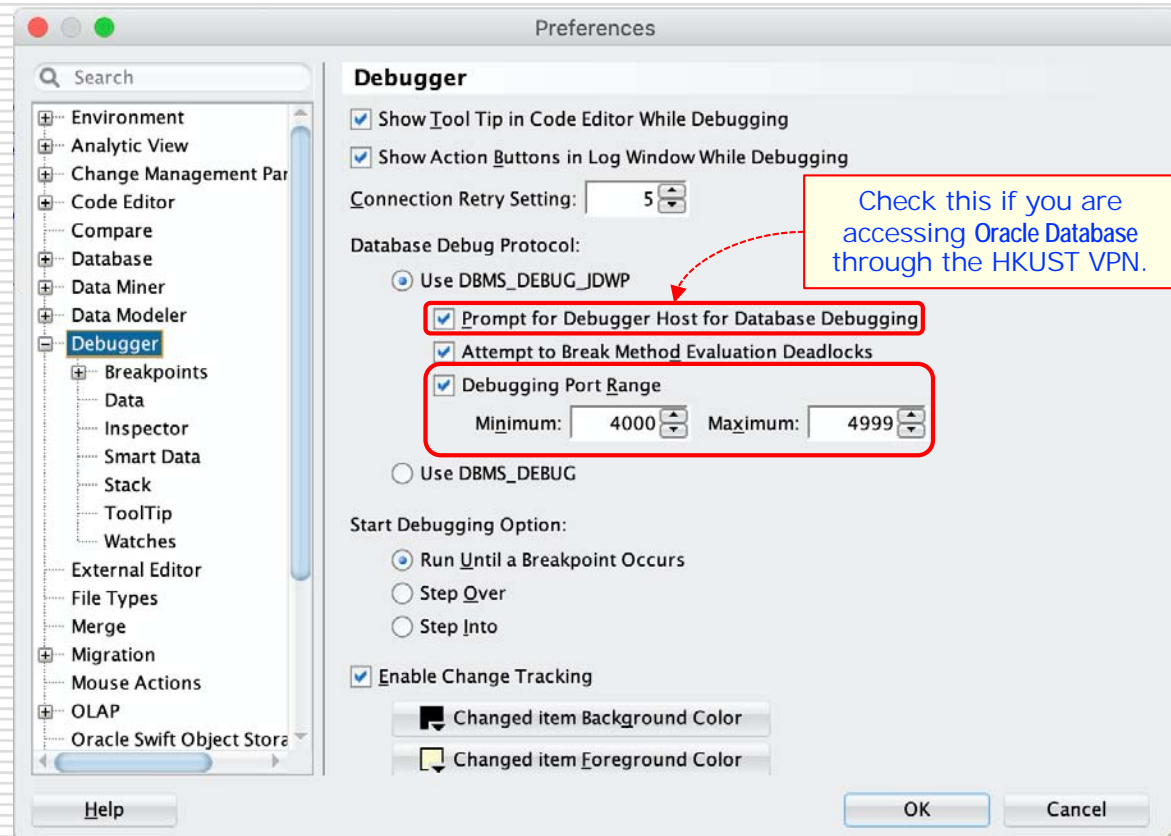 Preferences
Search
Environment
Analytic View
Change Management Par
Code Editor
Compare
Database
Data Miner
Data Modeler
Debugger
Breakpoints
Data
Inspector
Smart Data
Stack
ToolTip
Watches
External Editor
File Types
Merge
Migration
Mouse Actions
OLAP
Oracle Swift Object Stora
Debugger
Show Tool Tip in Code Editor While Debugging
Show Action Buttons in Log Window While Debugging
Connection Retry Setting: 5
Check this if you are
accessing Oracle Database
through the HKUST VPN.
Database Debug Protocol:
Use DBMS_DEBUG_JDWP
Prompt for Debugger Host for Database Debugging
Attempt to Break Method Evaluation Deadlocks
Debugging Port Range
Minimum: 4000 Maximum: 4999
Use DBMS_DEBUG
Start Debugging Option:
Run Until a Breakpoint Occurs
Step Over
Step Into
Enable Change Tracking
Changed item Background Color
Changed item Foreground Color
Help
OK
Cancel